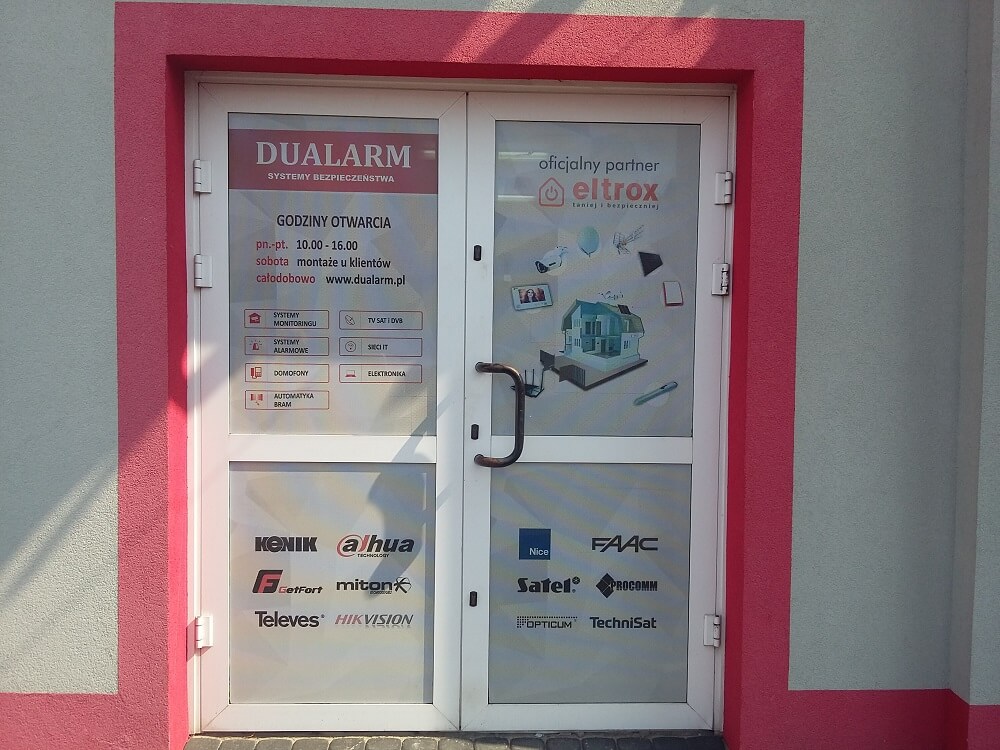 DUALARM
SYSTEMY BEZPIECZEŃSTWA
GODZINY OTWARCIA
pn.-pt. 10.00 - 16.00
sobota montaże u klientów
całodobowo www.dualarm.pl
SYSTEMY
MONITORINGU
TV SAT i DVB
SYSTEMY
ALARMOWE
SIECI IT
DOMOFONY
ELEKTRONIKA
AUTOMATYKA
BRAM
KENIK
alhua
TECHNOLOGY
GetFort
miton
Televes
HIKVISION
oficjalny partner
eltrox
taniej i bezpieczniej
Nice
FAAC
Satel
PROCOMM
OPTICUM
TechniSat